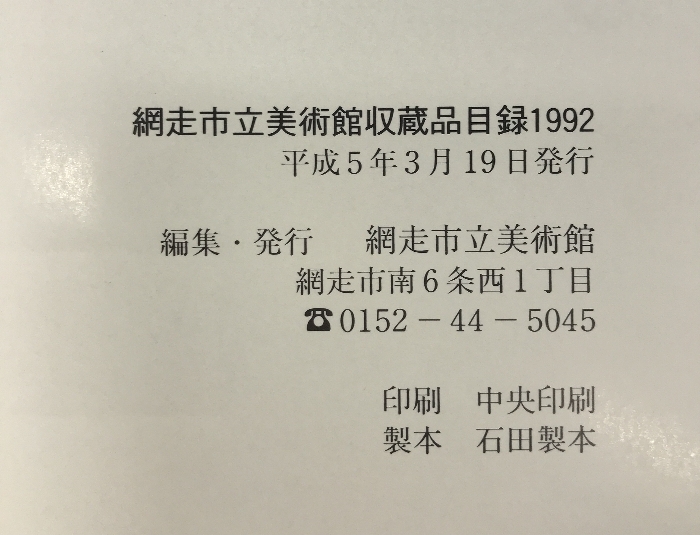 網走市立美術館収蔵品目録1992
平成5年3月19日発行
編集・発行　網走市立美術館
網走市南6条西1丁目
☎0152－44－5045
印刷　中央印刷
製本　石田製本